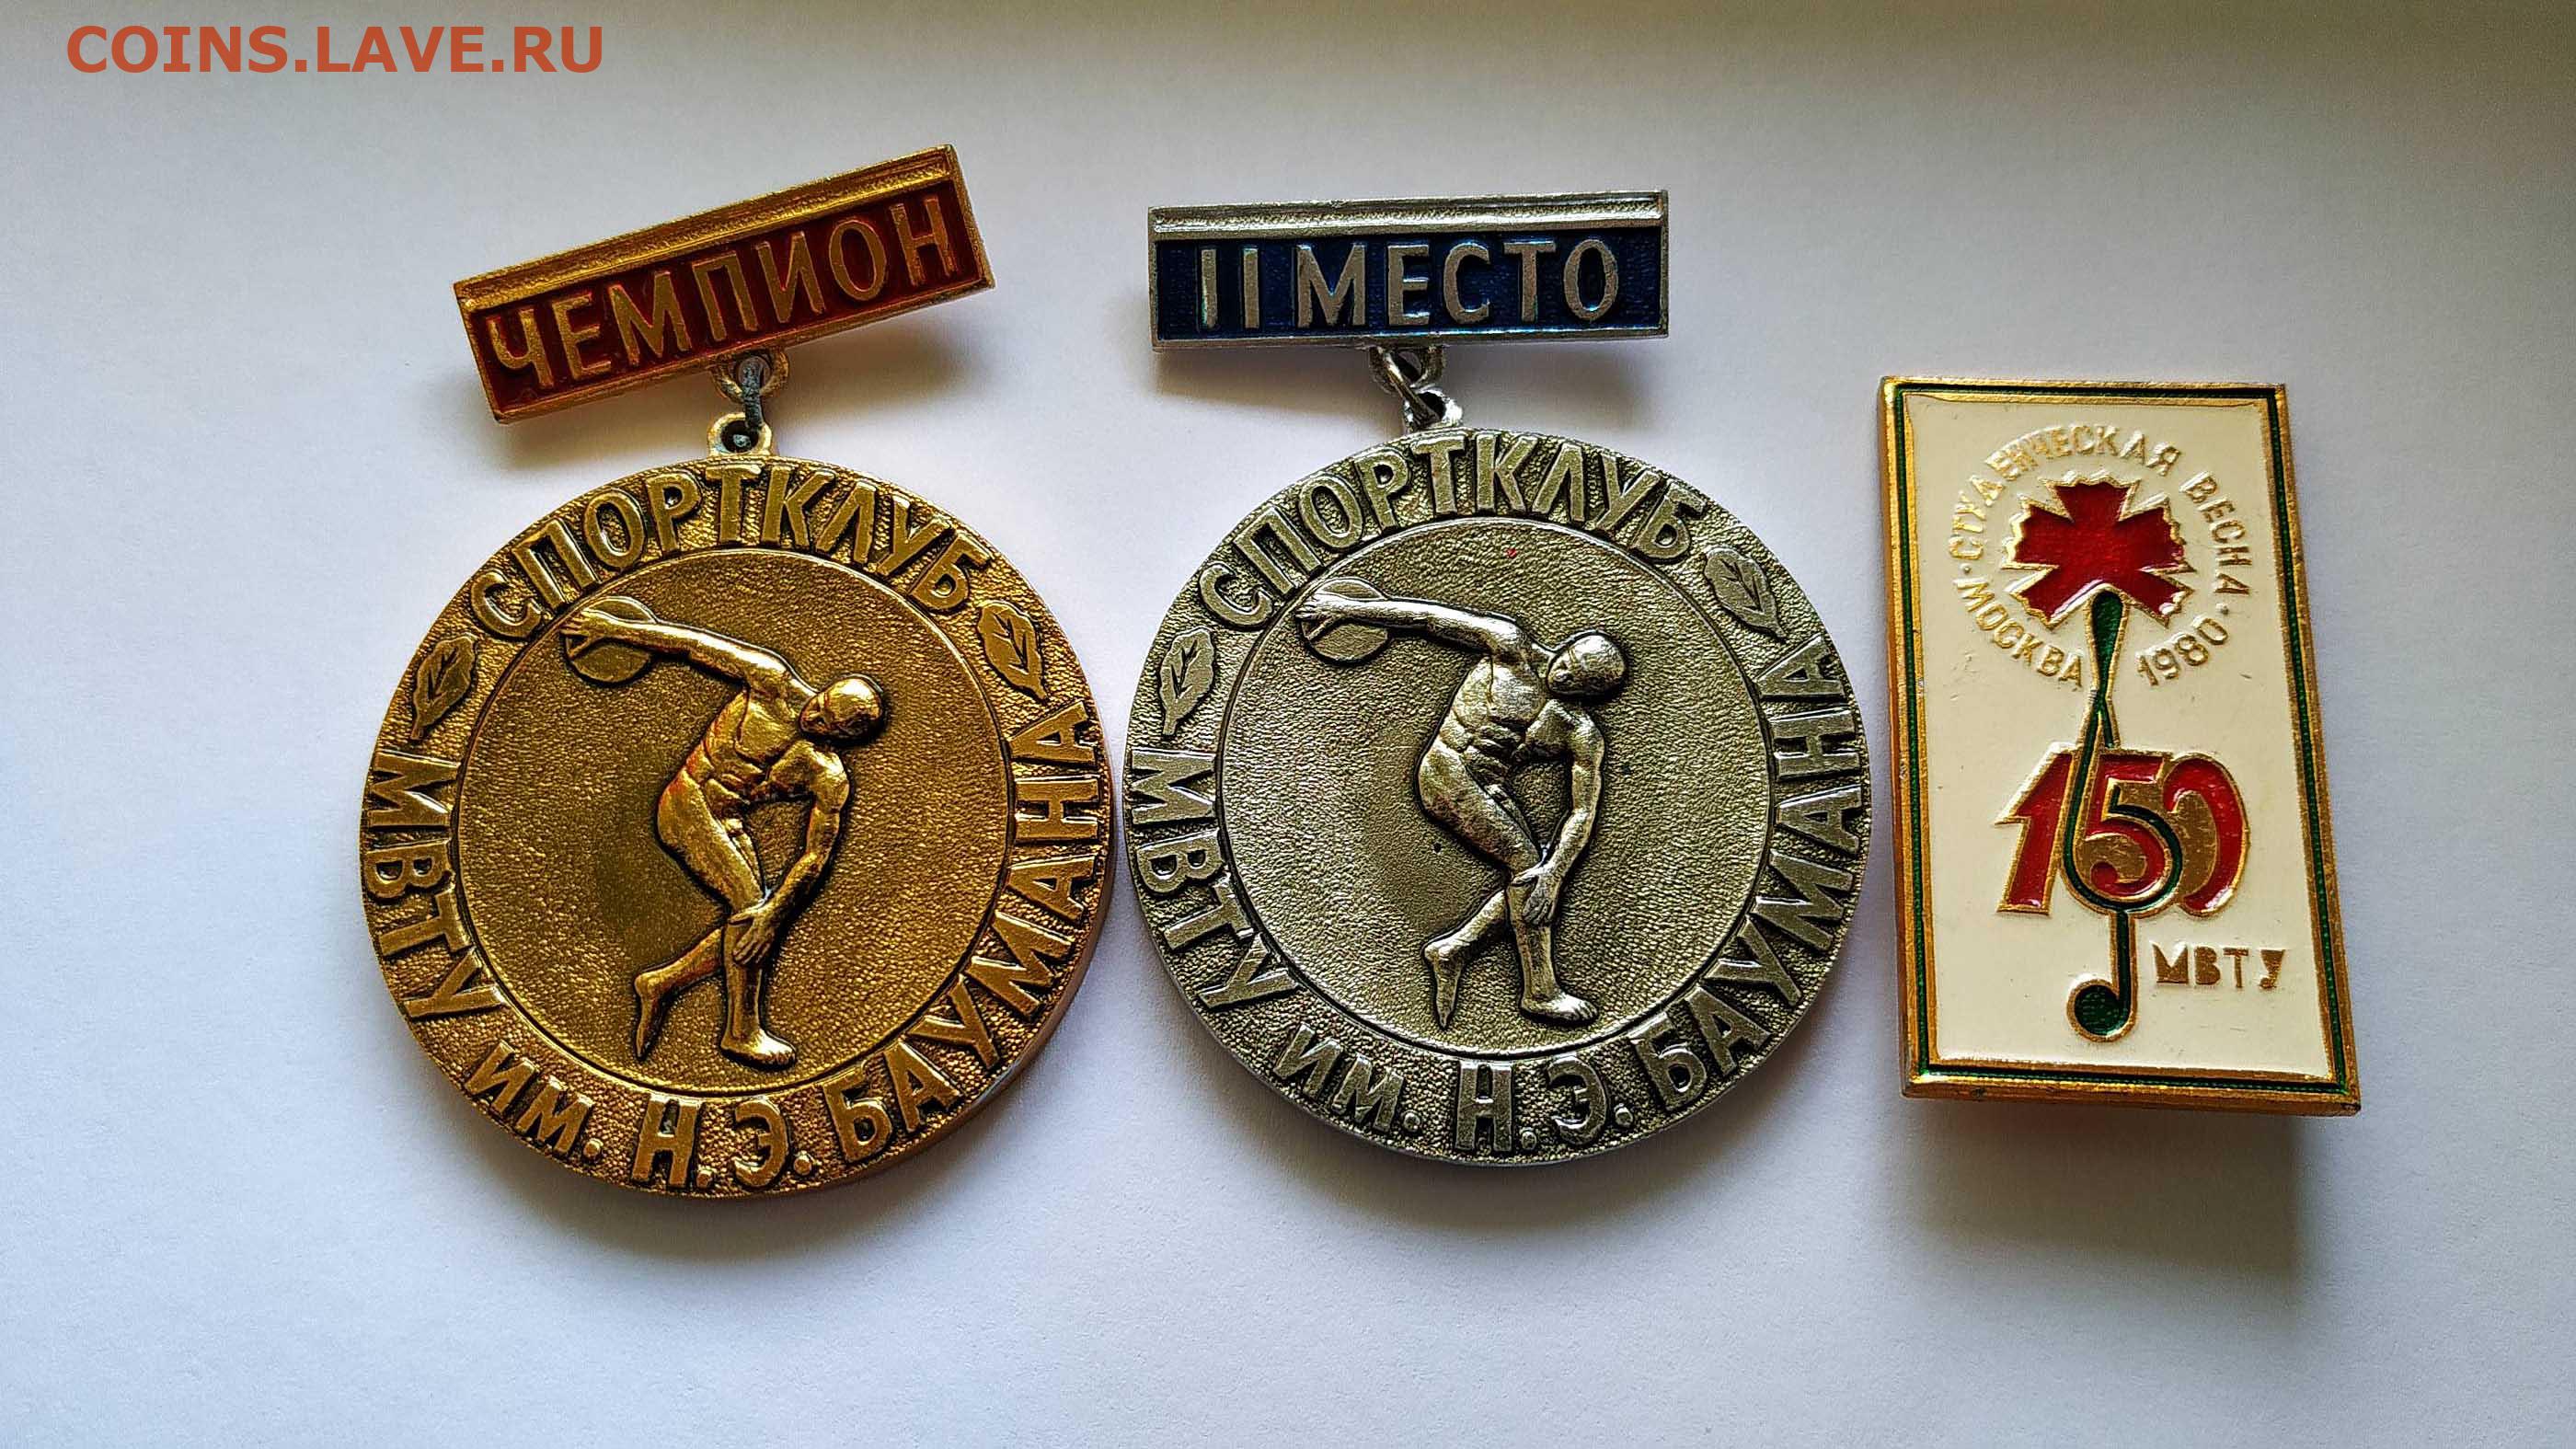 COINS.LAVE.RU
ЧЕМПИОН
СПОРТКЛУБ
МВТУ им. Н.Э. БАУМАНА
II МЕСТО
СПОРТКЛУБ
МВТУ им. Н.Э. БАУМАНА
·СТУДЕНЧЕСКАЯ ВЕСНА·
МОСКВА 1980
150
МВТУ